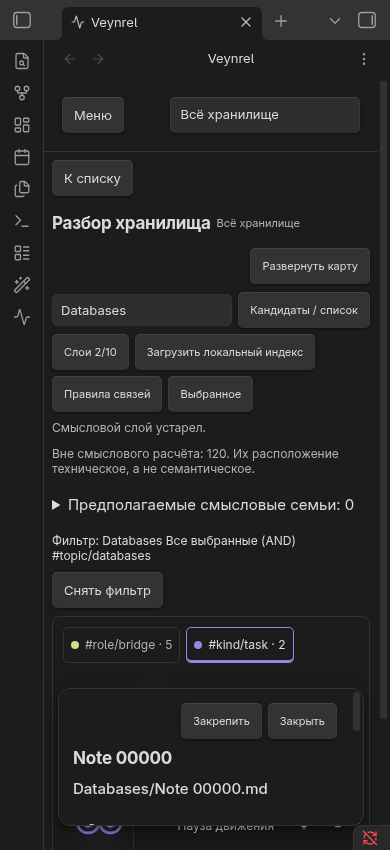 Veynrel
Veynrel
Меню
Всё хранилище
К списку
Разбор хранилища Всё хранилище
Развернуть карту
Databases
Кандидаты / список
Слои 2/10
Загрузить локальный индекс
Правила связей
Выбранное
Смысловой слой устарел.
Вне смыслового расчёта: 120. Их расположение
техническое, а не семантическое.
Предполагаемые смысловые семьи: 0
Фильтр: Databases Все выбранные (AND)
#topic/databases
Снять фильтр
#role/bridge · 5
#kind/task · 2
Закрепить
Закрыть
Note 00000
Databases/Note 00000.md
Пауза движения